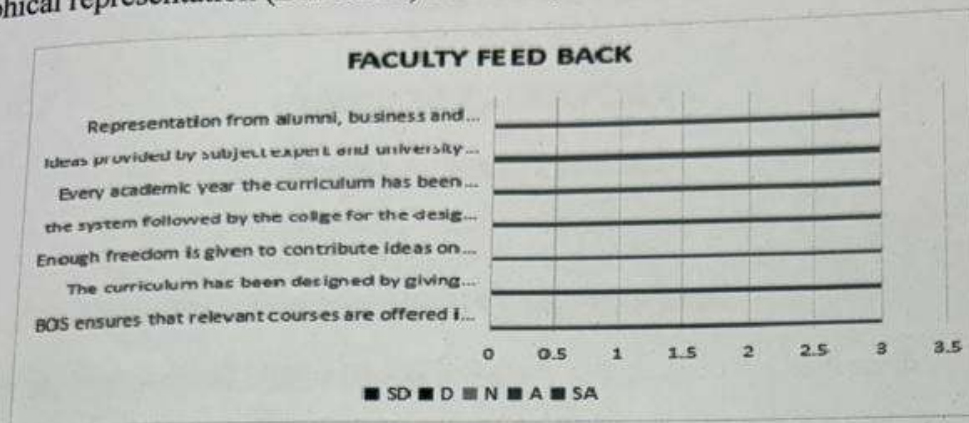 FACULTY FEED BACK
Representation from alumni, business and...
Ideas provided by subject expert and university...
Every academic year the curriculum has been...
the system followed by the collge for the desig...
Enough freedom is given to contribute ideas on...
The curriculum has been designed by giving...
BOS ensures that relevant courses are offered i...
0 0.5 1 1.5 2 2.5 3 3.5
SD D N A SA